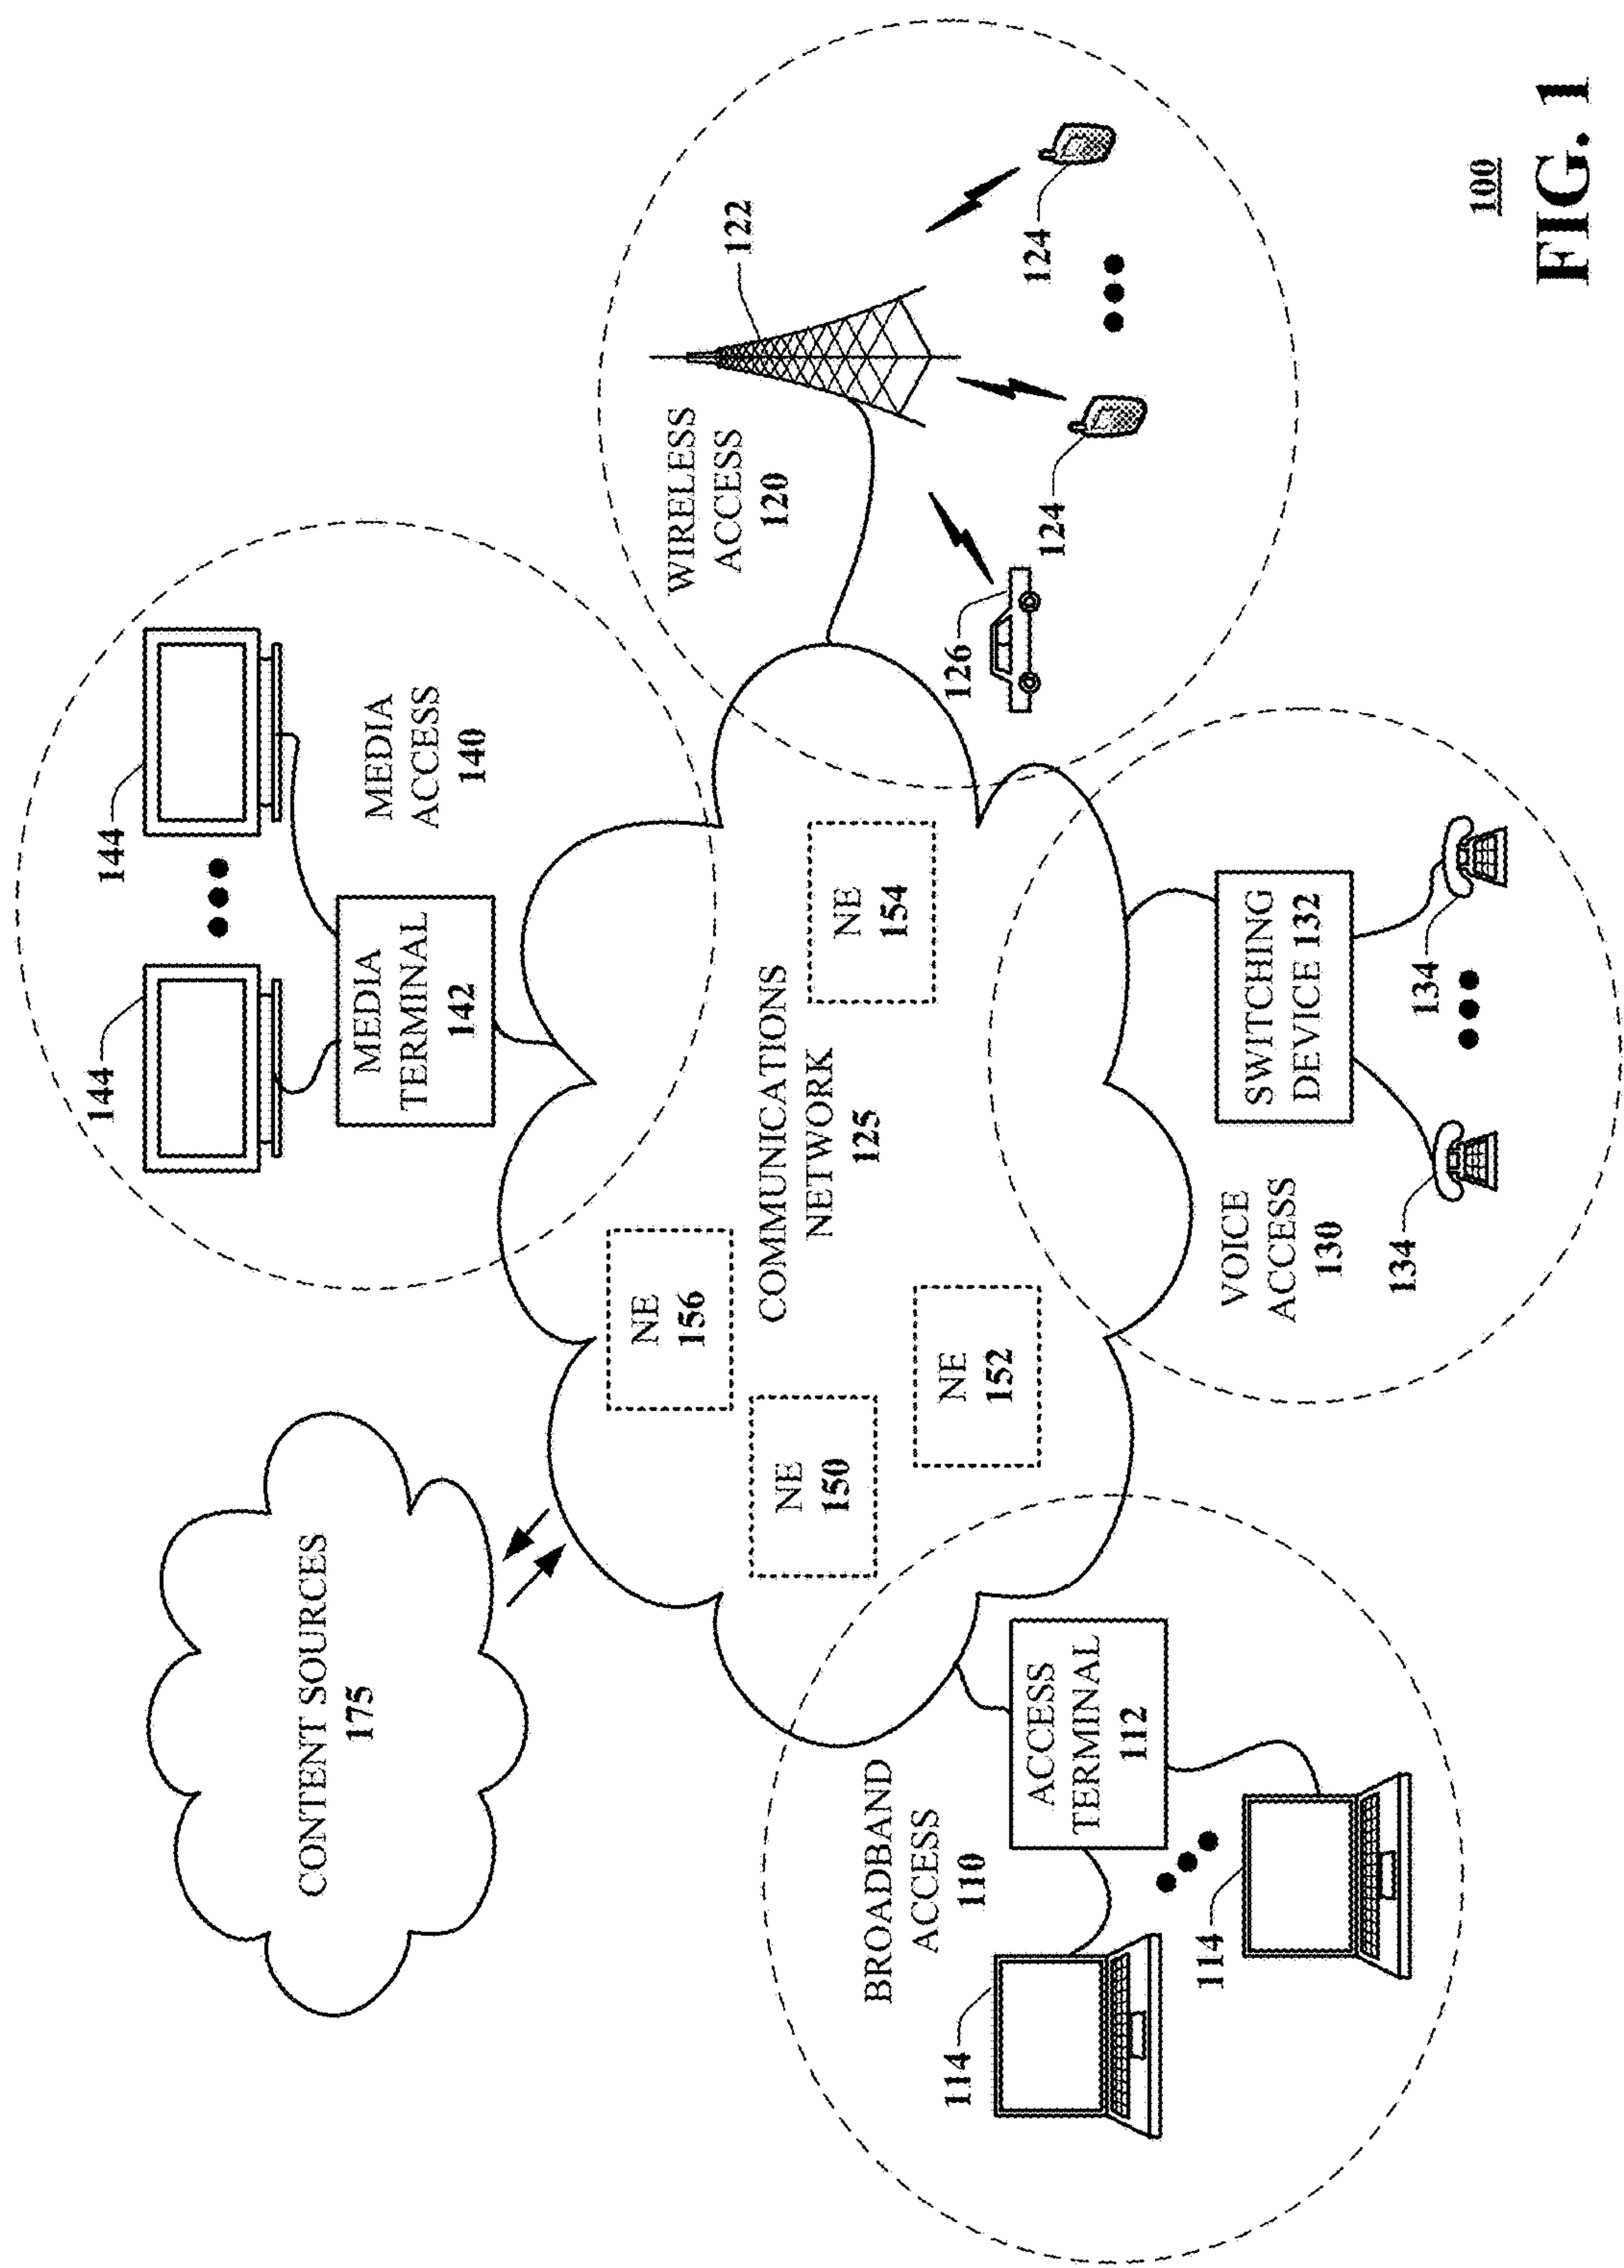 CONTENT SOURCES
175
144
144
MEDIA
TERMINAL
142
MEDIA
ACCESS
140
WIRELESS
ACCESS
120
122
124
124
126
NE
156
NE
150
NE
152
COMMUNICATIONS
NETWORK
125
NE
154
BROADBAND
ACCESS
110
ACCESS
TERMINAL
112
114
114
VOICE
ACCESS
130
SWITCHING
DEVICE 132
134
134
100
FIG. 1